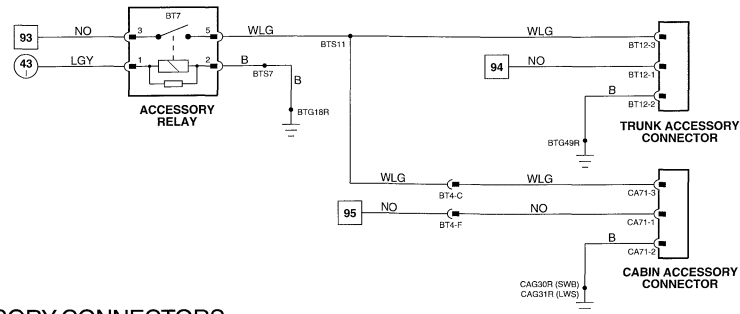 BT7
93 NO 3 5 WLG BTS11 WLG BT12-3
43 I LGY 1 2 B BTS7
B
BTG18R
ACCESSORY
RELAY
94 NO BT12-1
B BT12-2
BTG49R
TRUNK ACCESSORY
CONNECTOR
WLG BT4-C WLG CA71-3
95 NO BT4-F NO CA71-1
B CA71-2
CAG30R (SWB)
CAG31R (LWS)
CABIN ACCESSORY
CONNECTOR
CONNECTORS